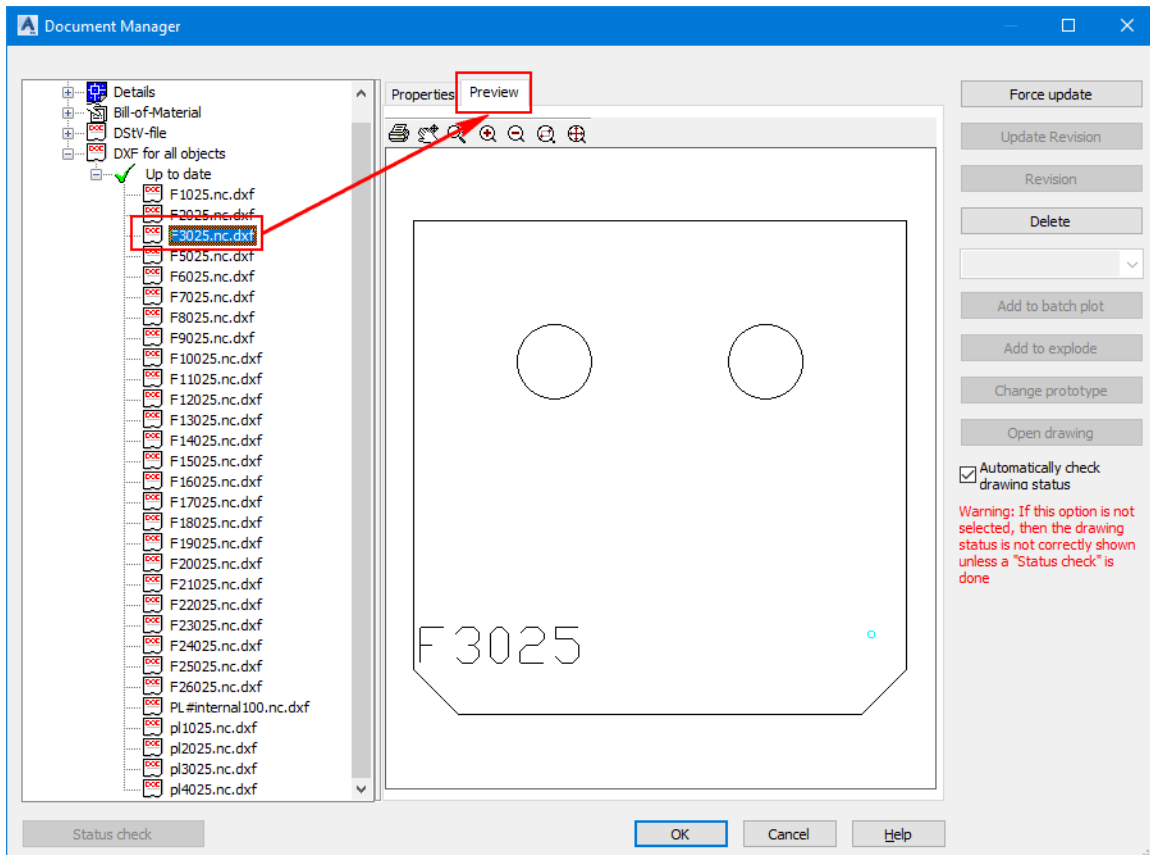 Document Manager
Details
Bill-of-Material
DStV-file
DXF for all objects
Up to date
F1025.nc.dxf
F2025.nc.dxf
F3025.nc.dxf
F5025.nc.dxf
F6025.nc.dxf
F7025.nc.dxf
F8025.nc.dxf
F9025.nc.dxf
F10025.nc.dxf
F11025.nc.dxf
F12025.nc.dxf
F13025.nc.dxf
F14025.nc.dxf
F15025.nc.dxf
F16025.nc.dxf
F17025.nc.dxf
F18025.nc.dxf
F19025.nc.dxf
F20025.nc.dxf
F21025.nc.dxf
F22025.nc.dxf
F23025.nc.dxf
F24025.nc.dxf
F25025.nc.dxf
F26025.nc.dxf
PL#internal100.nc.dxf
pl1025.nc.dxf
pl2025.nc.dxf
pl3025.nc.dxf
pl4025.nc.dxf
Properties
Preview
F3025
Force update
Update Revision
Revision
Delete
Add to batch plot
Add to explode
Change prototype
Open drawing
Automatically check
drawing status
Warning: If this option is not
selected, then the drawing
status is not correctly shown
unless a "Status check" is
done
Status check
OK
Cancel
Help